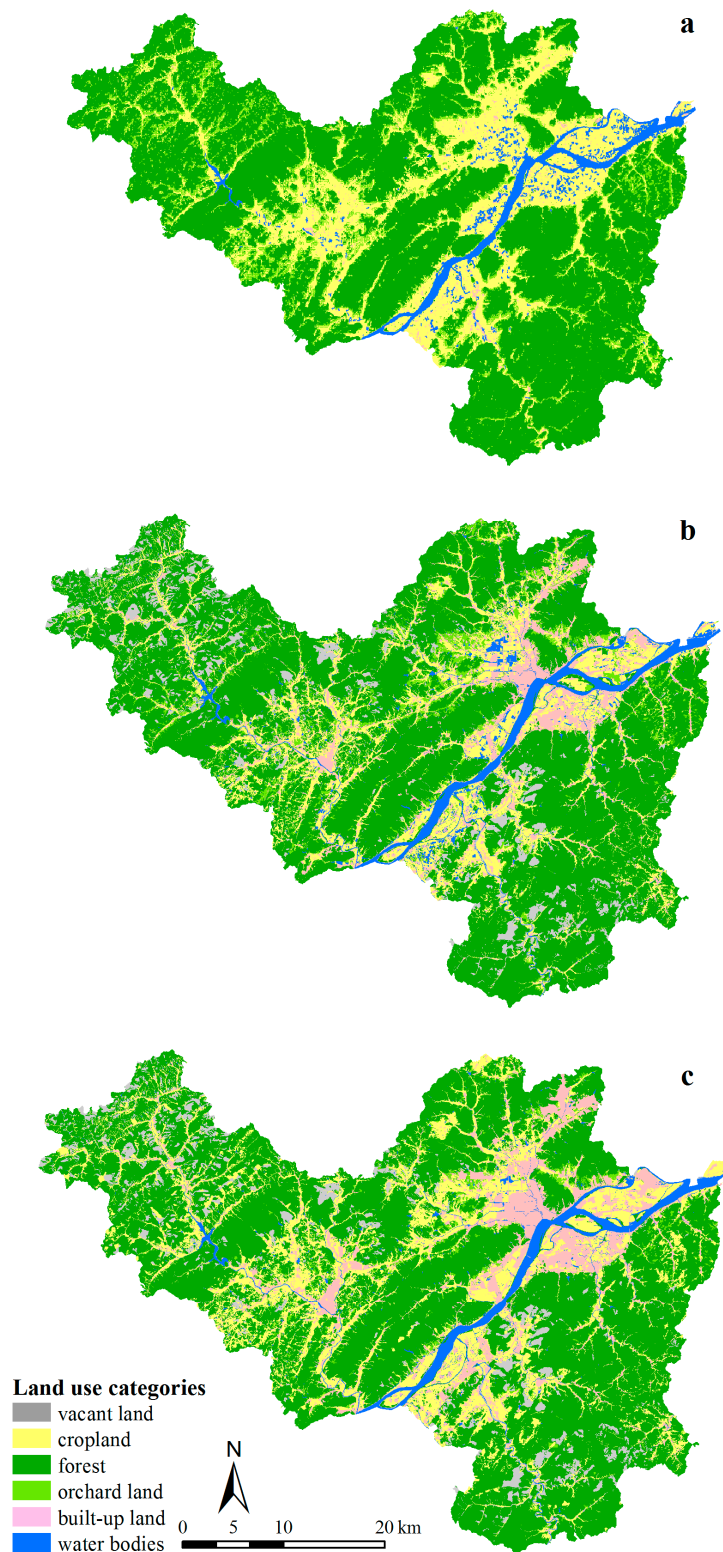 a
b
c
Land use categories
vacant land
cropland
forest
orchard land
built-up land
water bodies
N
0 5 10 20 km